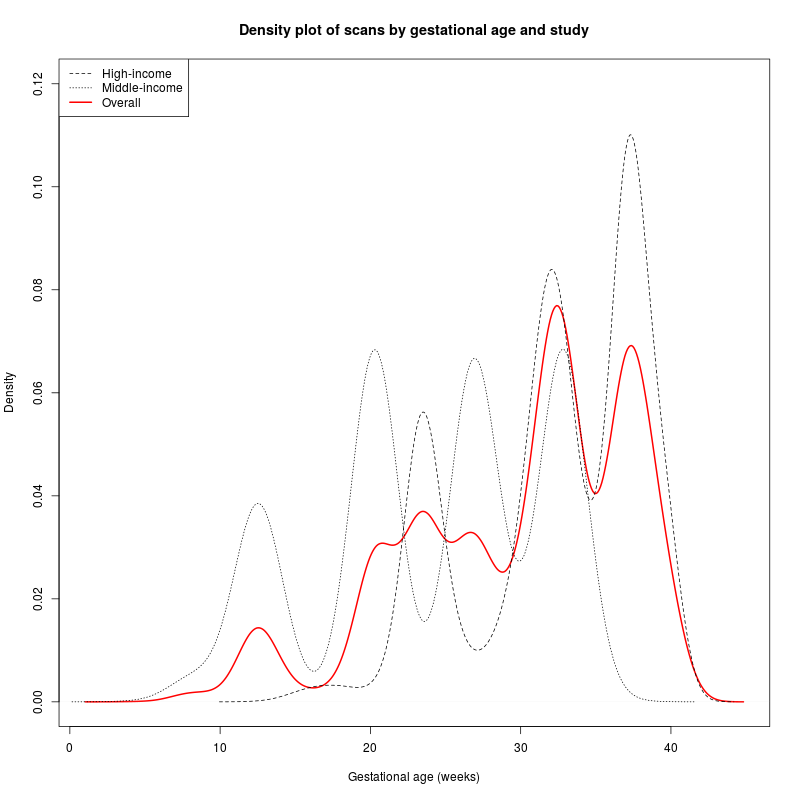 Density plot of scans by gestational age and study
High-income
Middle-income
Overall
Density
0.12
0.10
0.08
0.06
0.04
0.02
0.00
0 10 20 30 40
Gestational age (weeks)